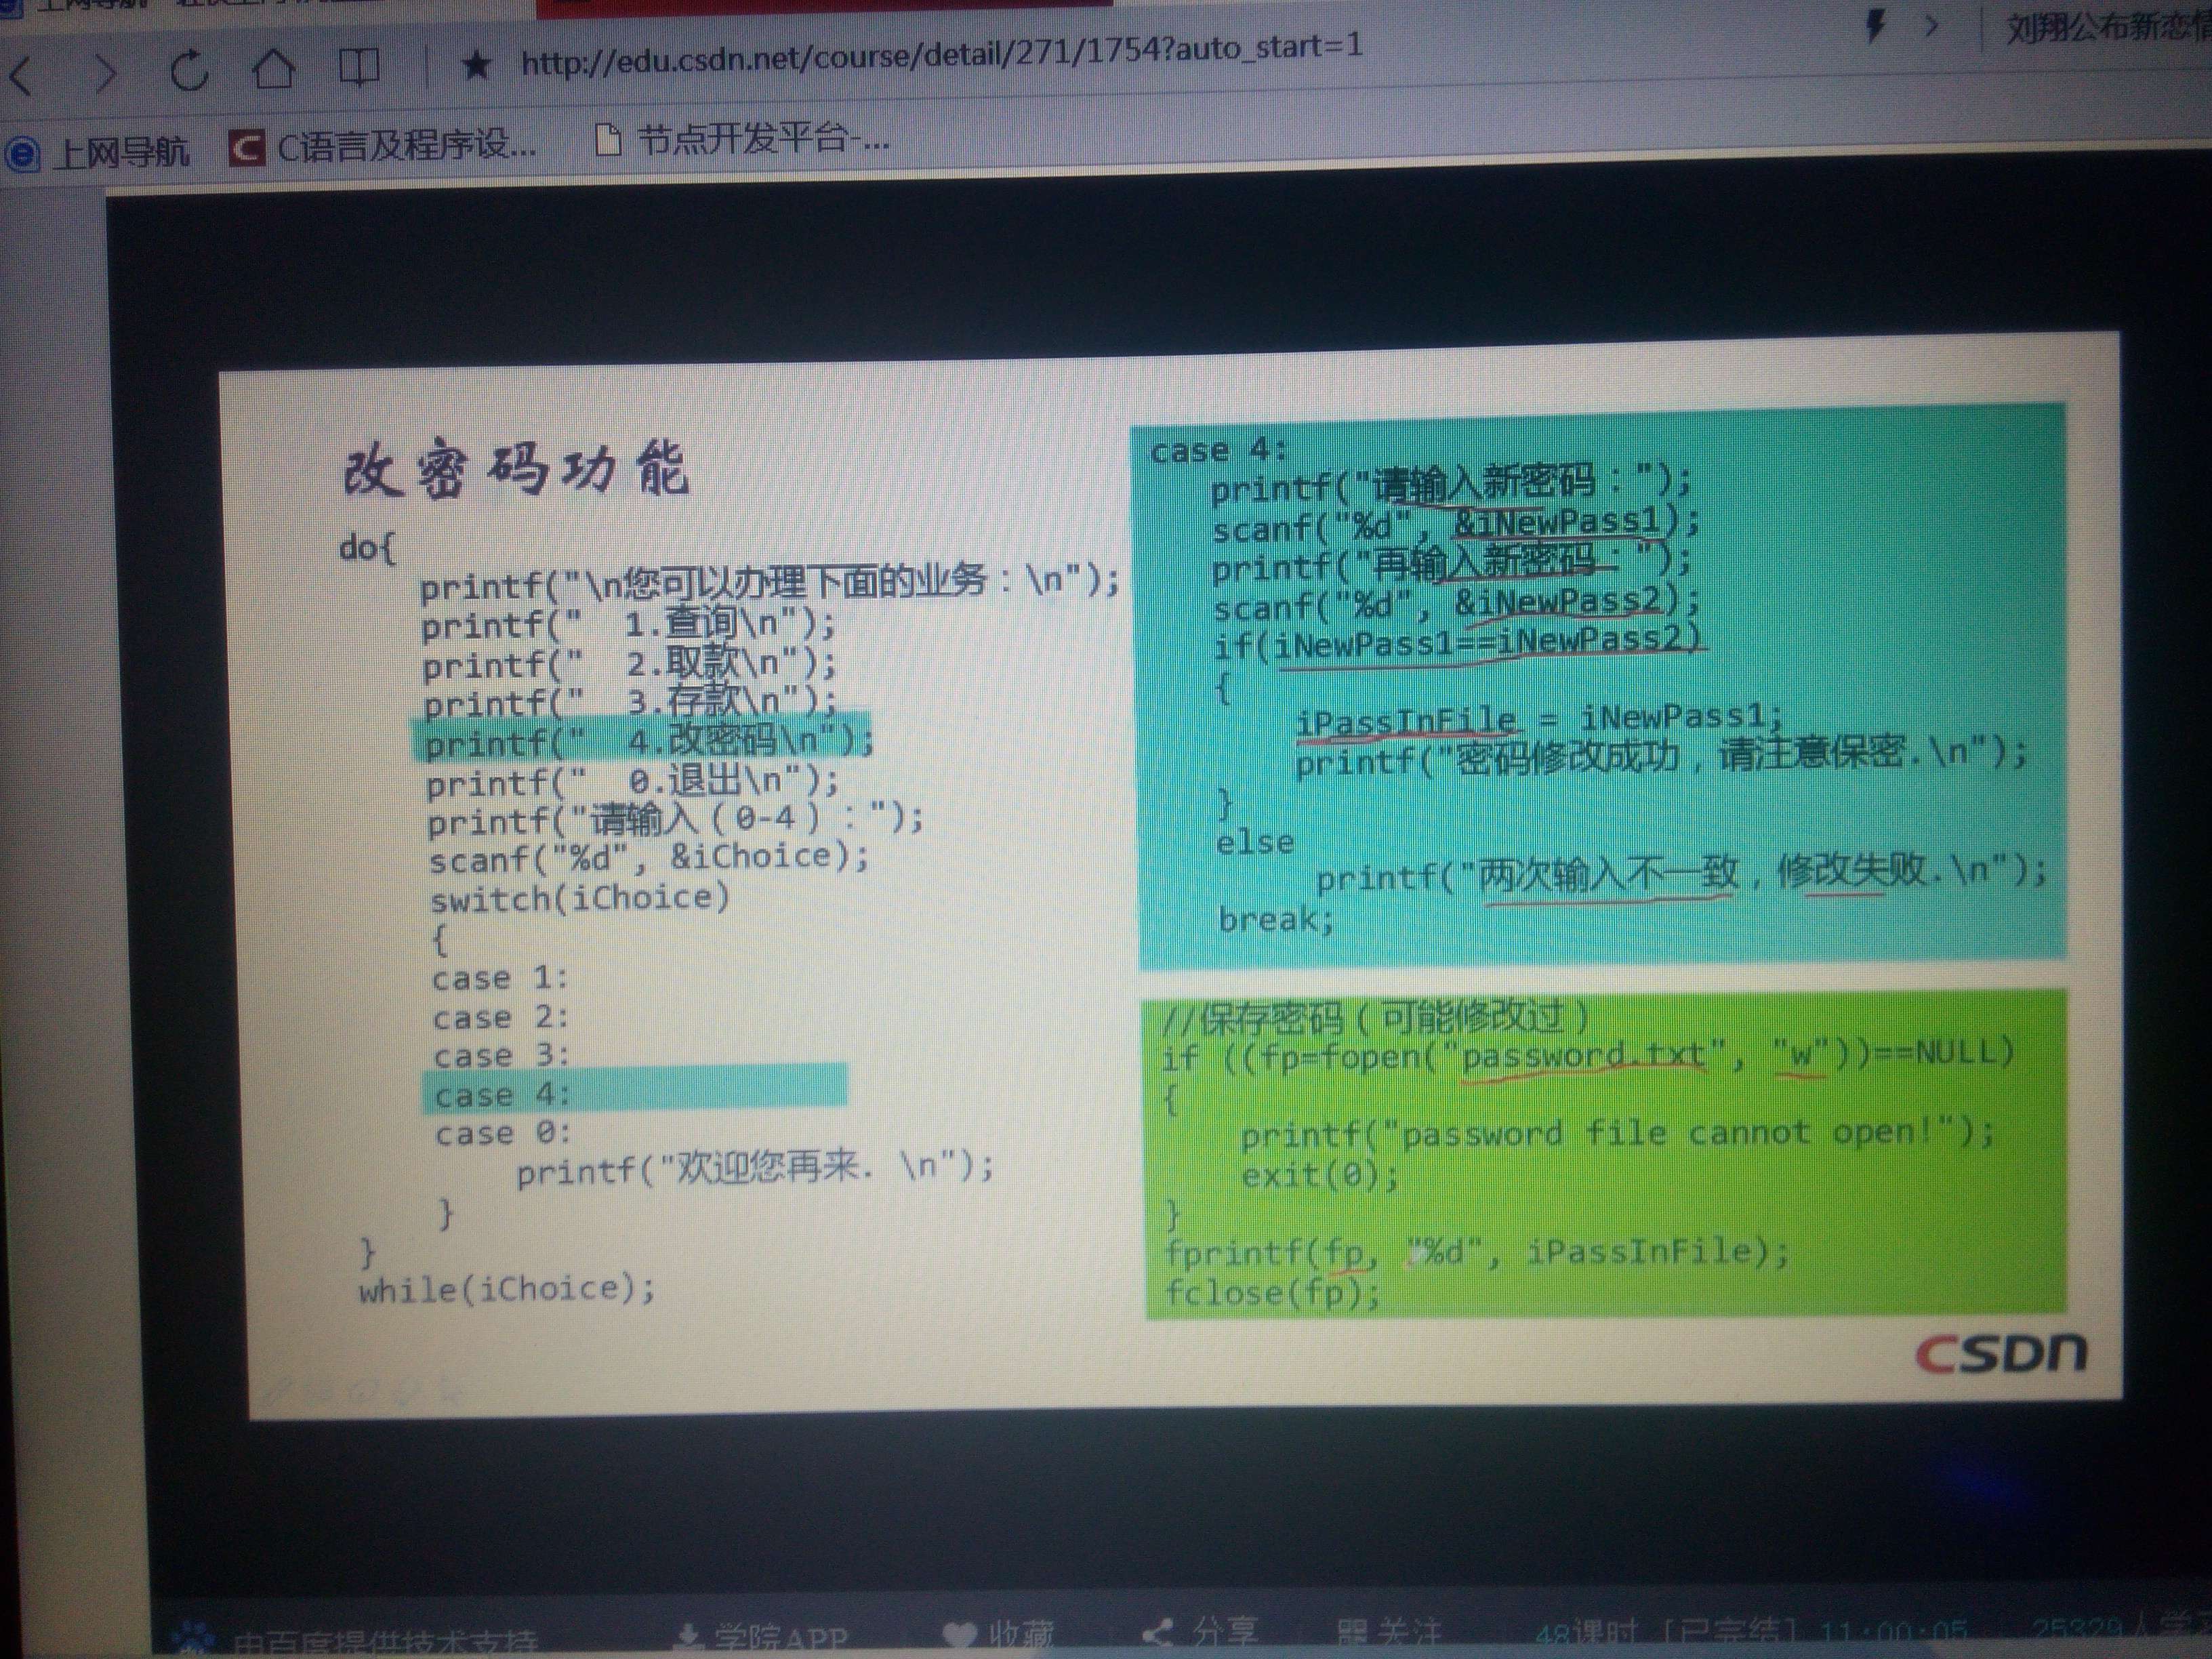 http://edu.csdn.net/course/detail/271/1754?auto_start=1
刘翔公布新恋情
上网导航
C语言及程序设...
节点开发平台-...
改密码功能
do{
printf("\n您可以办理下面的业务：\n");
printf("  1.查询\n");
printf("  2.取款\n");
printf("  3.存款\n");
printf("  4.改密码\n");
printf("  0.退出\n");
printf("请输入（0-4）：");
scanf("%d", &iChoice);
switch(iChoice)
{
case 1:
case 2:
case 3:
case 4:
case 0:
printf("欢迎您再来. \n");
}
}
while(iChoice);
case 4:
printf("请输入新密码：");
scanf("%d", &iNewPass1);
printf("再输入新密码：");
scanf("%d", &iNewPass2);
if(iNewPass1==iNewPass2)
{
iPassInFile = iNewPass1;
printf("密码修改成功，请注意保密.\n");
}
else
printf("两次输入不一致，修改失败.\n");
break;
//保存密码（可能修改过）
if ((fp=fopen("password.txt", "w"))==NULL)
{
printf("password file cannot open!");
exit(0);
}
fprintf(fp, "%d", iPassInFile);
fclose(fp);
CSDN
由百度提供技术支持 学院APP 收藏 分享 关注 48课时 [已完结] 11:00:05 25329人学